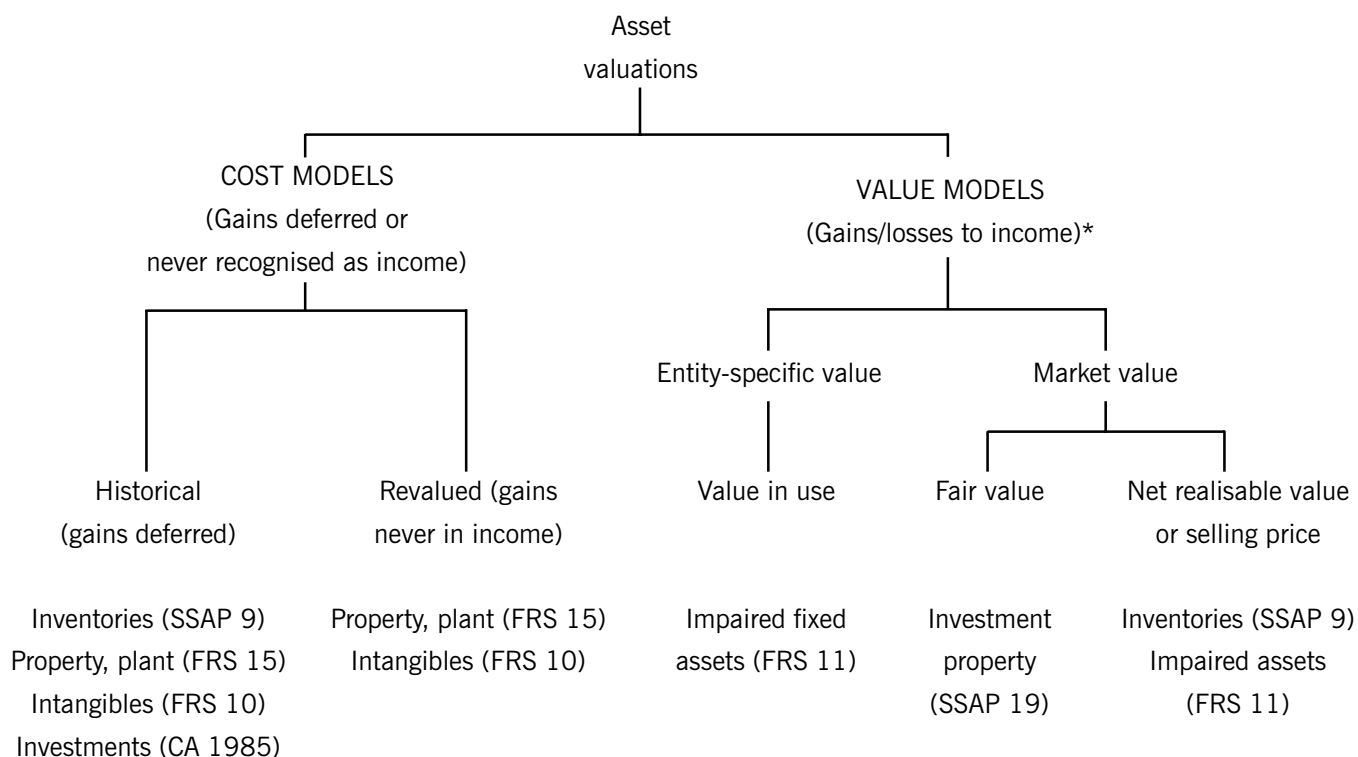 Asset
valuations
COST MODELS
(Gains deferred or
never recognised as income)
VALUE MODELS
(Gains/losses to income)*
Entity-specific value
Market value
Historical
(gains deferred)
Revalued (gains
never in income)
Value in use
Fair value
Net realisable value
or selling price
Inventories (SSAP 9)
Property, plant (FRS 15)
Intangibles (FRS 10)
Investments (CA 1985)
Property, plant (FRS 15)
Intangibles (FRS 10)
Impaired fixed
assets (FRS 11)
Investment
property
(SSAP 19)
Inventories (SSAP 9)
Impaired assets
(FRS 11)